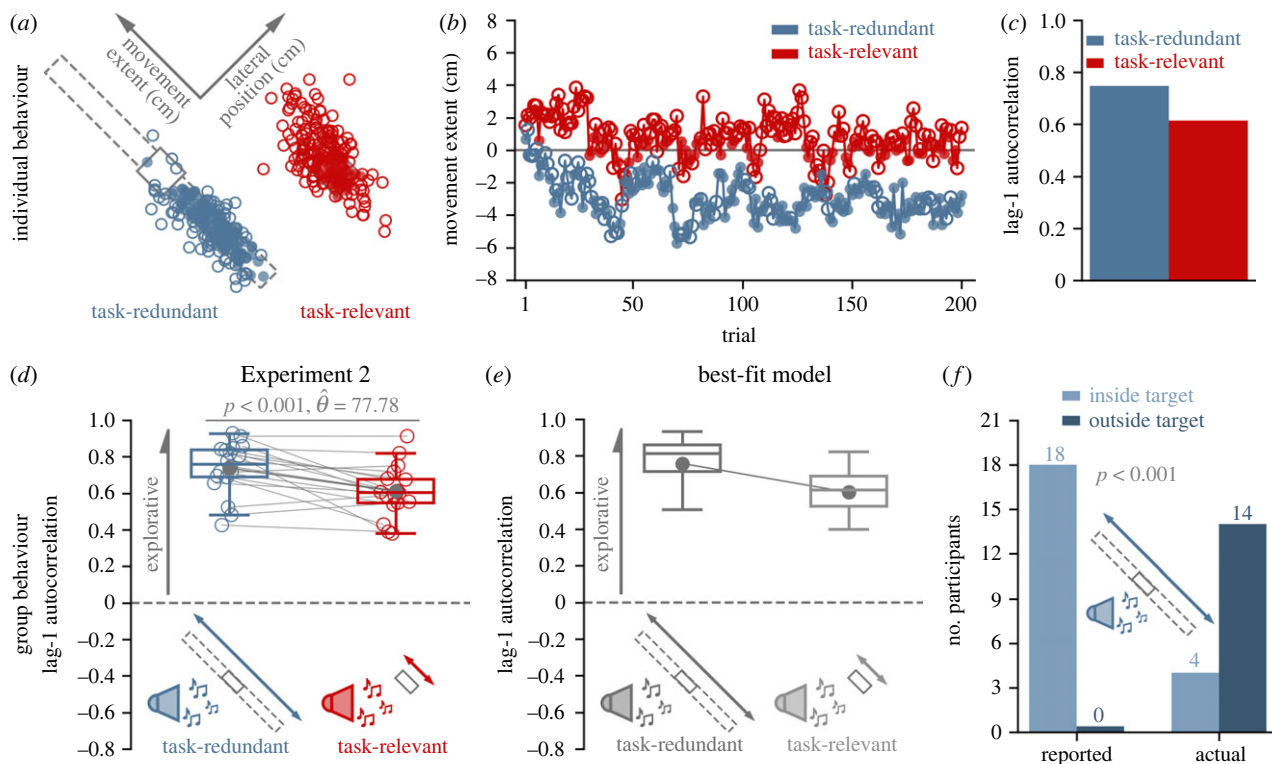 (a)
individual behaviour
movement
extent (cm)
lateral
position (cm)
task-redundant
task-relevant
(b)
task-redundant
task-relevant
movement extent (cm)
8
6
4
2
0
−2
−4
−6
−8
1
50
100
150
200
trial
(c)
task-redundant
task-relevant
lag-1 autocorrelation
1.0
0.8
0.6
0.4
0.2
0
(d)
Experiment 2
p < 0.001, θ̂ = 77.78
group behaviour
lag-1 autocorrelation
explorative
1.0
0.8
0.6
0.4
0.2
0
−0.2
−0.4
−0.6
−0.8
task-redundant
task-relevant
(e)
best-fit model
lag-1 autocorrelation
explorative
1.0
0.8
0.6
0.4
0.2
0
−0.2
−0.4
−0.6
−0.8
task-redundant
task-relevant
(f)
inside target
outside target
no. participants
21
18
15
12
9
6
3
0
18
p < 0.001
14
4
0
reported
actual